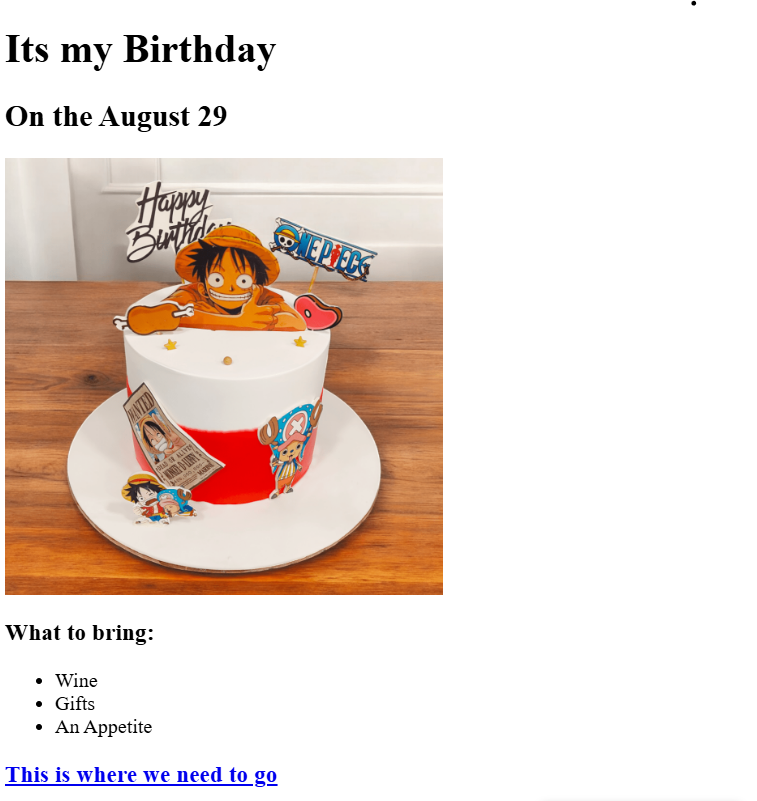 Its my Birthday
On the August 29
Happy
Birthday
ONE PIECE
WANTED
What to bring:
Wine
Gifts
An Appetite
This is where we need to go